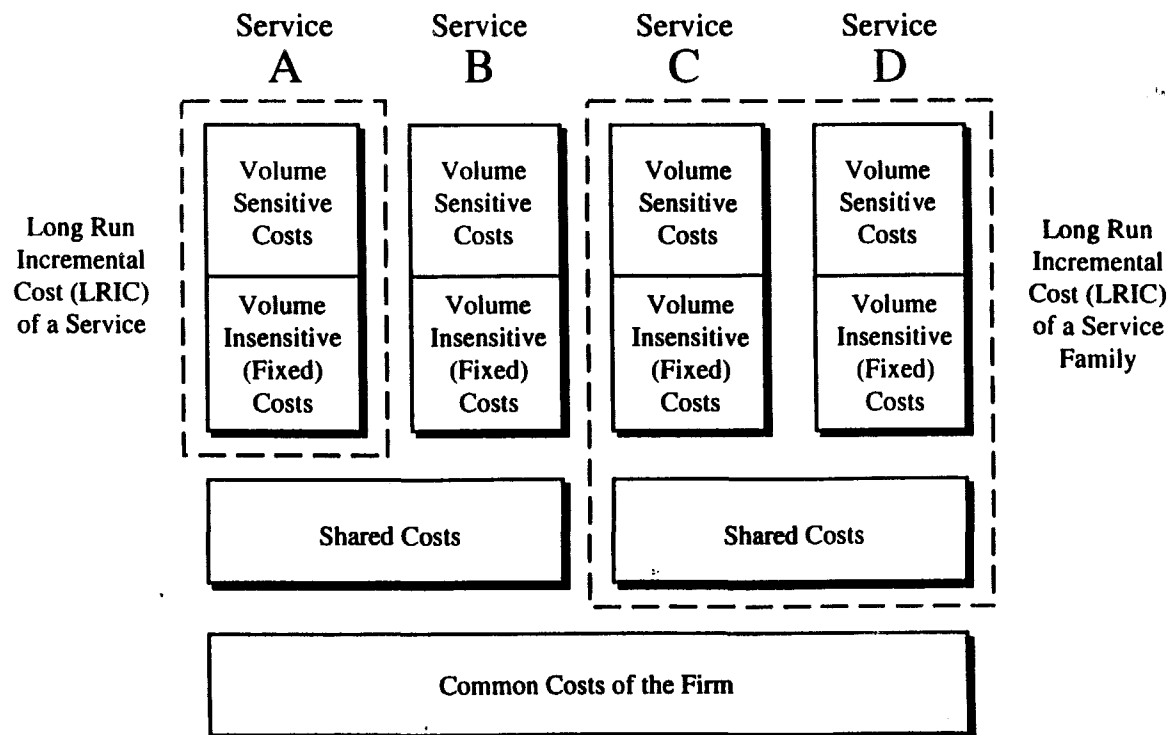 Service
A
Service
B
Service
C
Service
D
Long Run
Incremental
Cost (LRIC)
of a Service
Volume
Sensitive
Costs
Volume
Insensitive
(Fixed)
Costs
Volume
Sensitive
Costs
Volume
Insensitive
(Fixed)
Costs
Volume
Sensitive
Costs
Volume
Insensitive
(Fixed)
Costs
Volume
Sensitive
Costs
Volume
Insensitive
(Fixed)
Costs
Long Run
Incremental
Cost (LRIC)
of a Service
Family
Shared Costs
Shared Costs
Common Costs of the Firm